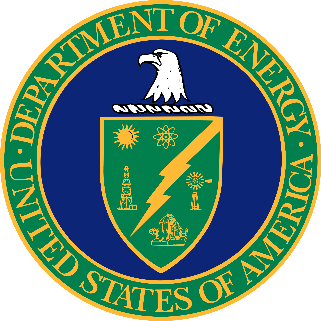 DEPARTMENT OF ENERGY
UNITED STATES OF AMERICA